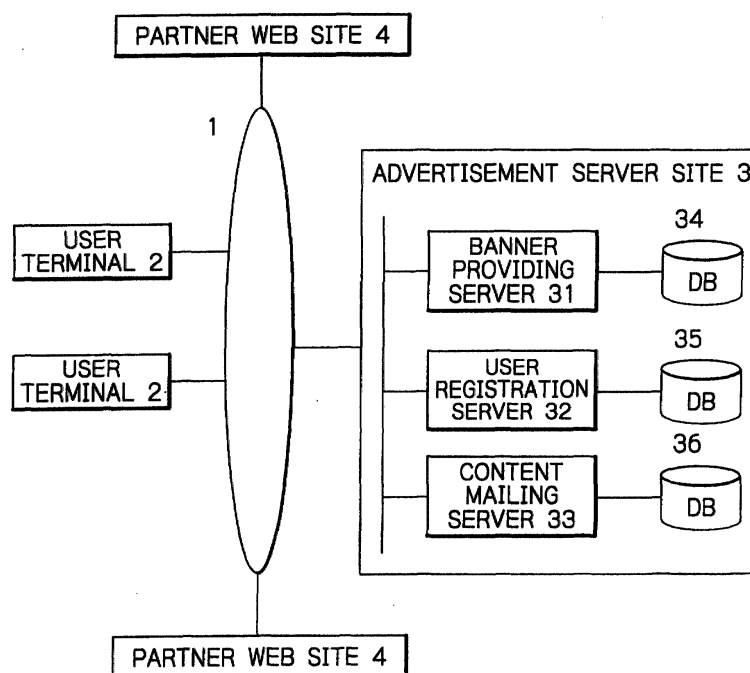 PARTNER WEB SITE 4
1
ADVERTISEMENT SERVER SITE 3
USER
TERMINAL 2
USER
TERMINAL 2
BANNER
PROVIDING
SERVER 31
34
DB
USER
REGISTRATION
SERVER 32
35
DB
CONTENT
MAILING
SERVER 33
36
DB
PARTNER WEB SITE 4